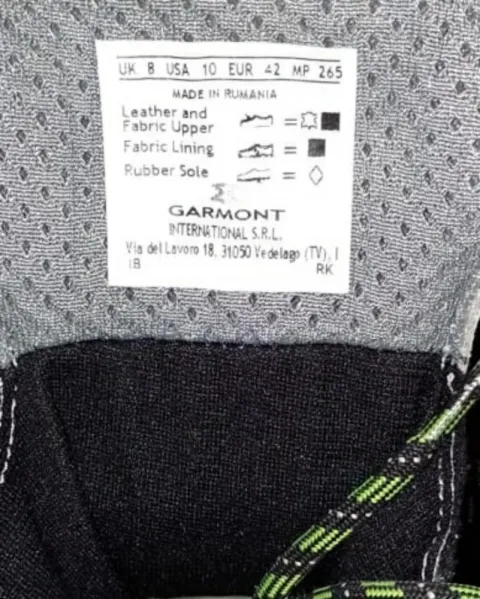 UK 8 USA 10 EUR 42 MP 265
MADE IN RUMANIA
Leather and
Fabric Upper
=
Fabric Lining =
Rubber Sole =
GARMONT
INTERNATIONAL S.R.L.
Via del Lavoro 18, 31050 Vedelago (TV), I
IB RK